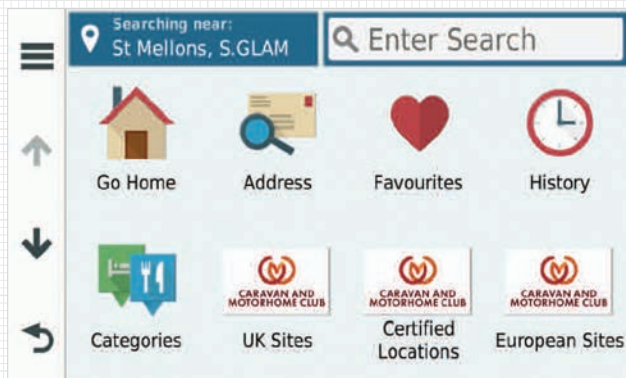 Searching near:
St Mellons, S.GLAM
Enter Search
Go Home
Address
Favourites
History
CARAVAN AND
MOTORHOME CLUB
CARAVAN AND
MOTORHOME CLUB
CARAVAN AND
MOTORHOME CLUB
Categories
UK Sites
Certified
Locations
European Sites